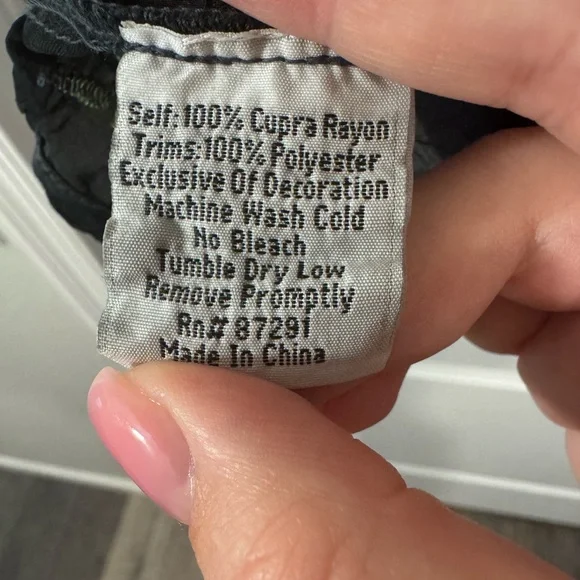 Self: 100% Cupra Rayon
Trims: 100% Polyester
Exclusive Of Decoration
Machine Wash Cold
No Bleach
Tumble Dry Low
Remove Promptly
Rn# 87291
Made In China